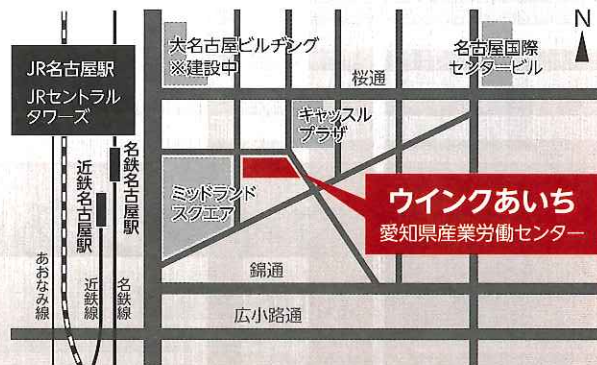 N
大名古屋ビルヂング
※建設中
名古屋国際
センタービル
JR名古屋駅
JRセントラル
タワーズ
桜通
キャッスル
プラザ
名鉄名古屋駅
近鉄名古屋駅
ミッドランド
スクエア
ウインクあいち
愛知県産業労働センター
錦通
あおなみ線
近鉄線
名鉄線
広小路通